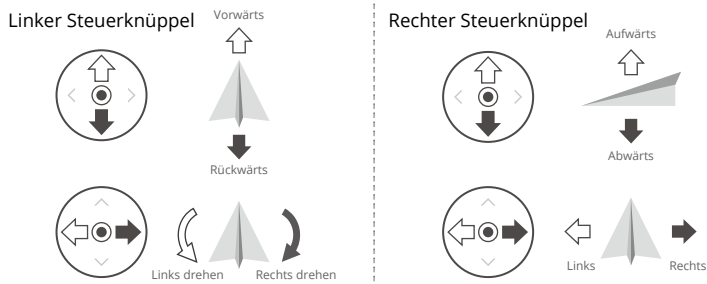 Linker Steuerknüppel
Vorwärts
Rückwärts
Links drehen
Rechts drehen
Rechter Steuerknüppel
Aufwärts
Abwärts
Links
Rechts